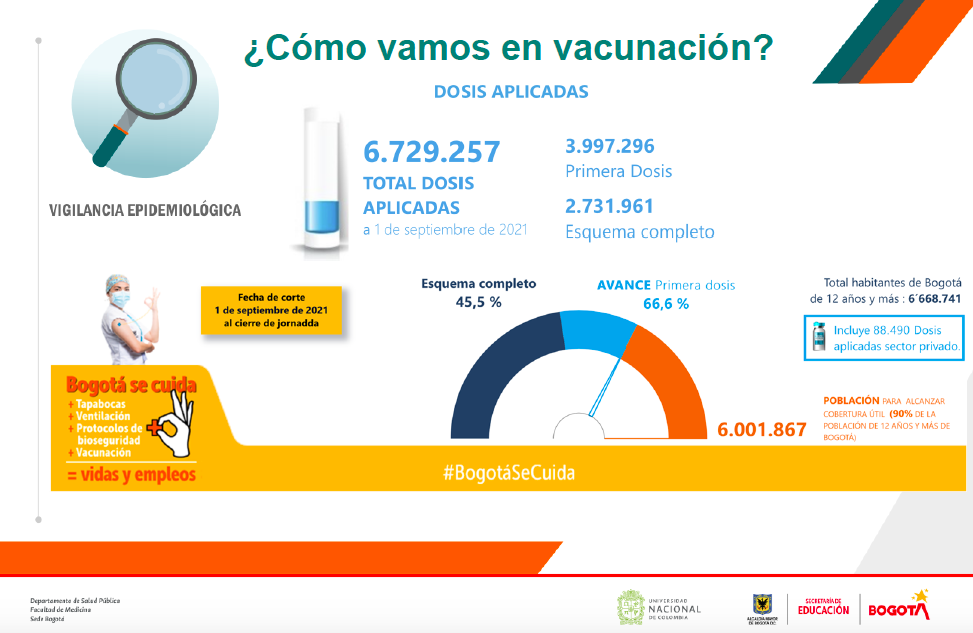 ¿Cómo vamos en vacunación?
DOSIS APLICADAS
6.729.257
TOTAL DOSIS
APLICADAS
a 1 de septiembre de 2021
3.997.296
Primera Dosis
2.731.961
Esquema completo
VIGILANCIA EPIDEMIOLÓGICA
Fecha de corte
1 de septiembre de 2021
al cierre de jornadda
Esquema completo
45,5 %
AVANCE Primera dosis
66,6 %
Total habitantes de Bogotá
de 12 años y más : 6´668.741
Incluye 88.490 Dosis
aplicadas sector privado.
6.001.867
POBLACIÓN PARA ALCANZAR
COBERTURA ÚTIL (90% DE LA
POBLACIÓN DE 12 AÑOS Y MÁS DE
BOGOTÁ)
Bogotá se cuida
+ Tapabocas
+ Ventilación
+ Protocolos de
bioseguridad
+ Vacunación
= vidas y empleos
#BogotáSeCuida
Departamento de Salud Pública
Facultad de Medicina
Sede Bogotá
UNIVERSIDAD
NACIONAL
DE COLOMBIA
ALCALDÍA MAYOR
DE BOGOTÁ D.C.
SECRETARÍA DE
EDUCACIÓN
BOGOTÁ